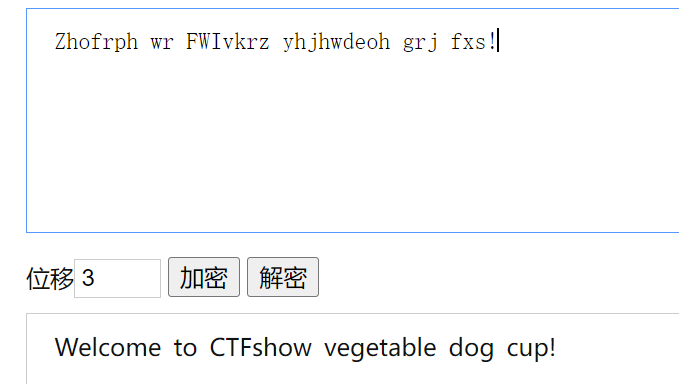 Zhofrph wr FWIvkrz yhjhwdeoh grj fxs!
位移 3 加密 解密
Welcome to CTFshow vegetable dog cup!